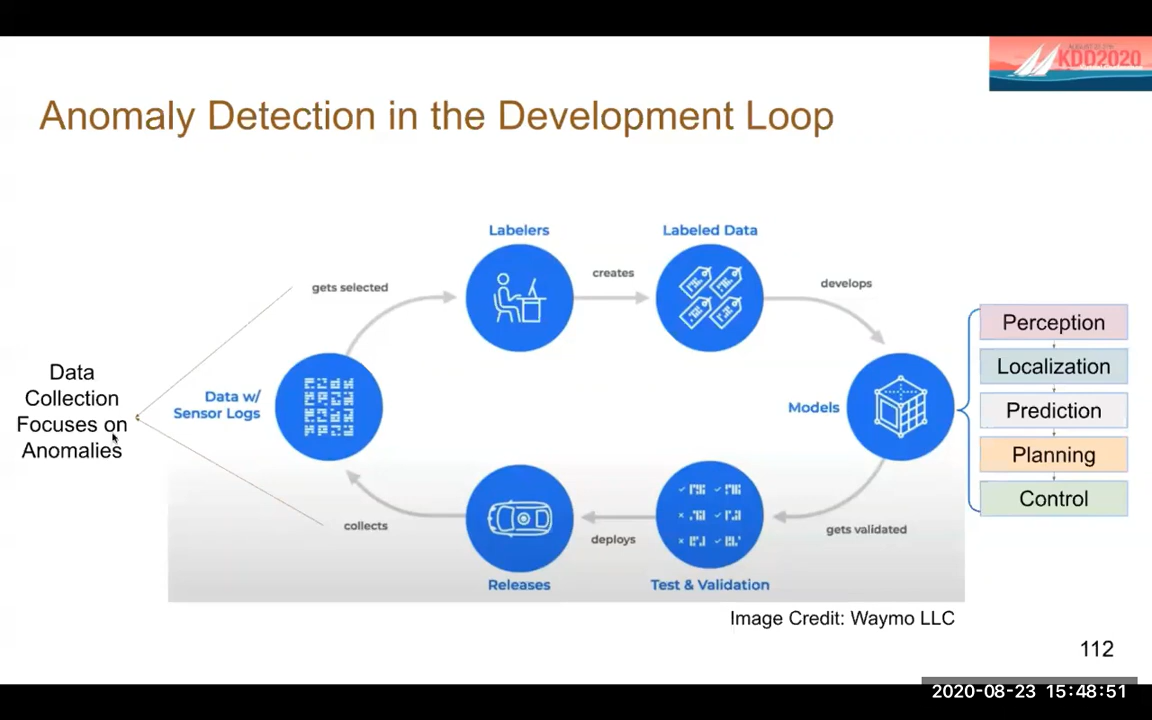 KDD2020
Anomaly Detection in the Development Loop
Labelers
Labeled Data
creates
gets selected
develops
Data
Collection
Focuses on
Anomalies
Data w/
Sensor Logs
Models
Perception
Localization
Prediction
Planning
Control
collects
deploys
gets validated
Releases
Test & Validation
Image Credit: Waymo LLC
112
2020-08-23 15:48:51